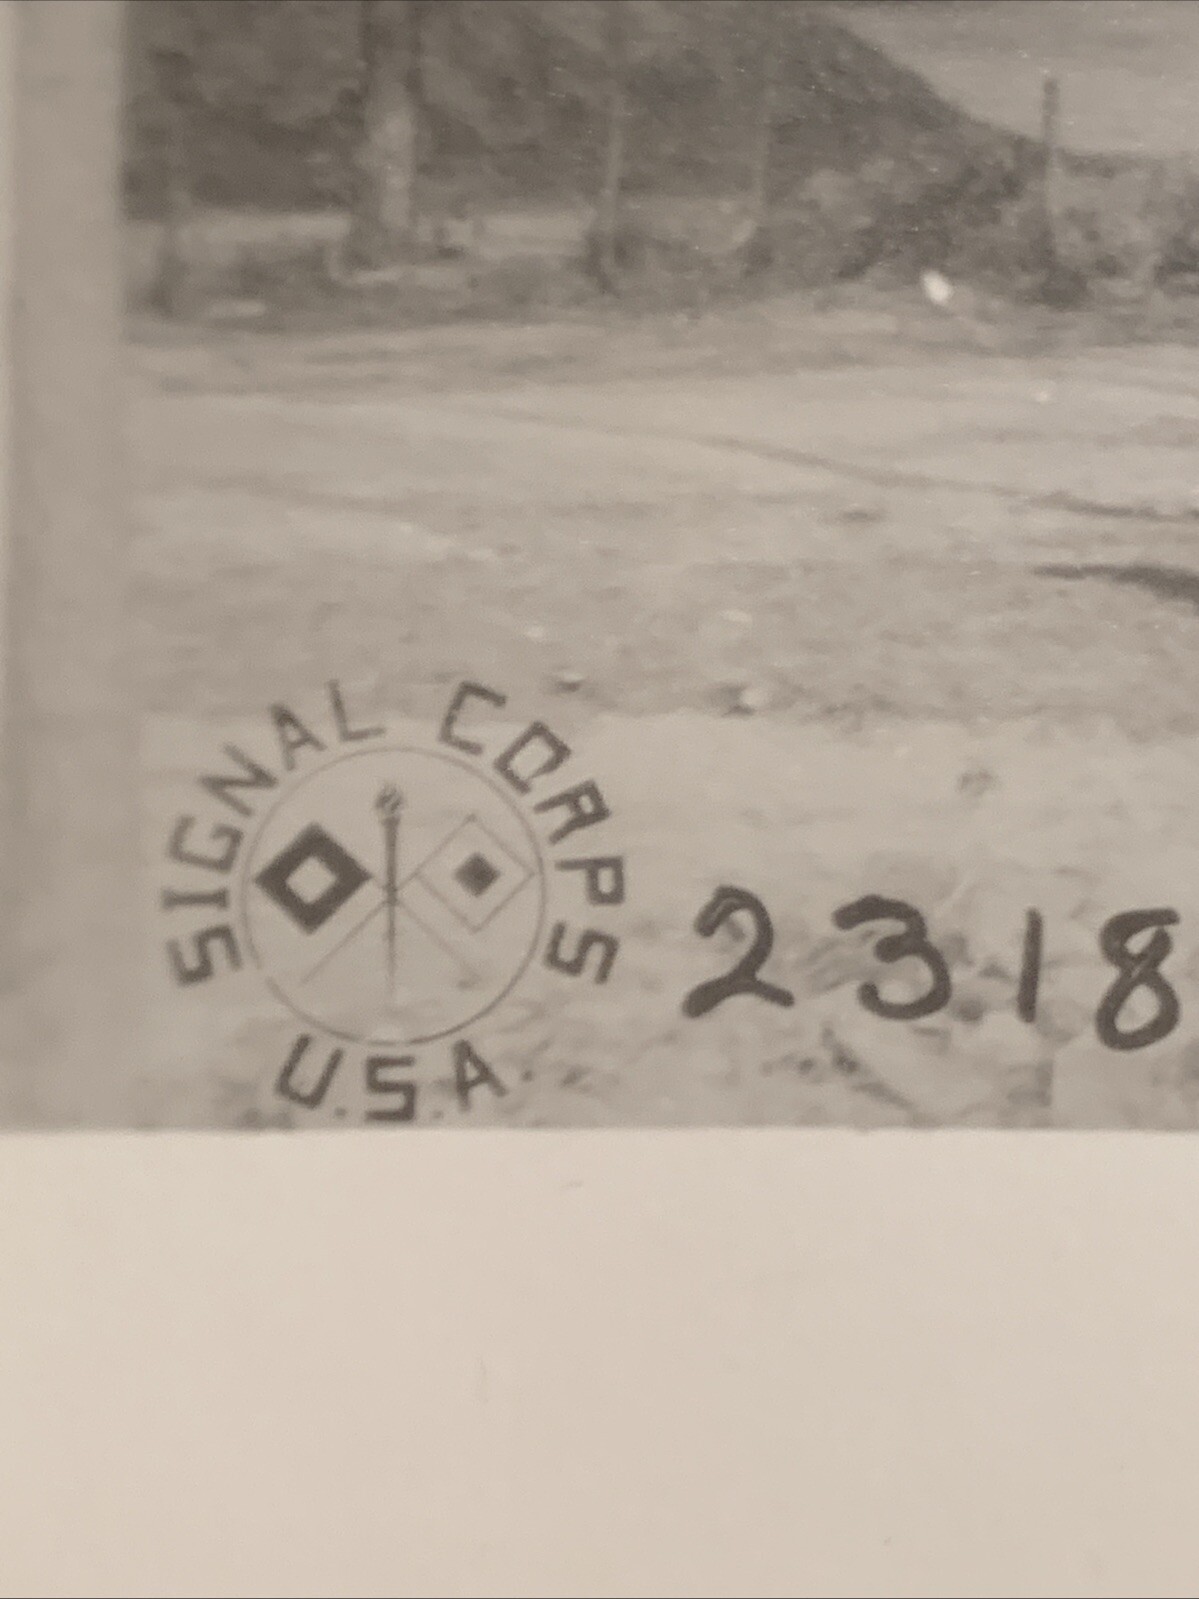 SIGNAL CORPS
U.S.A.
2318